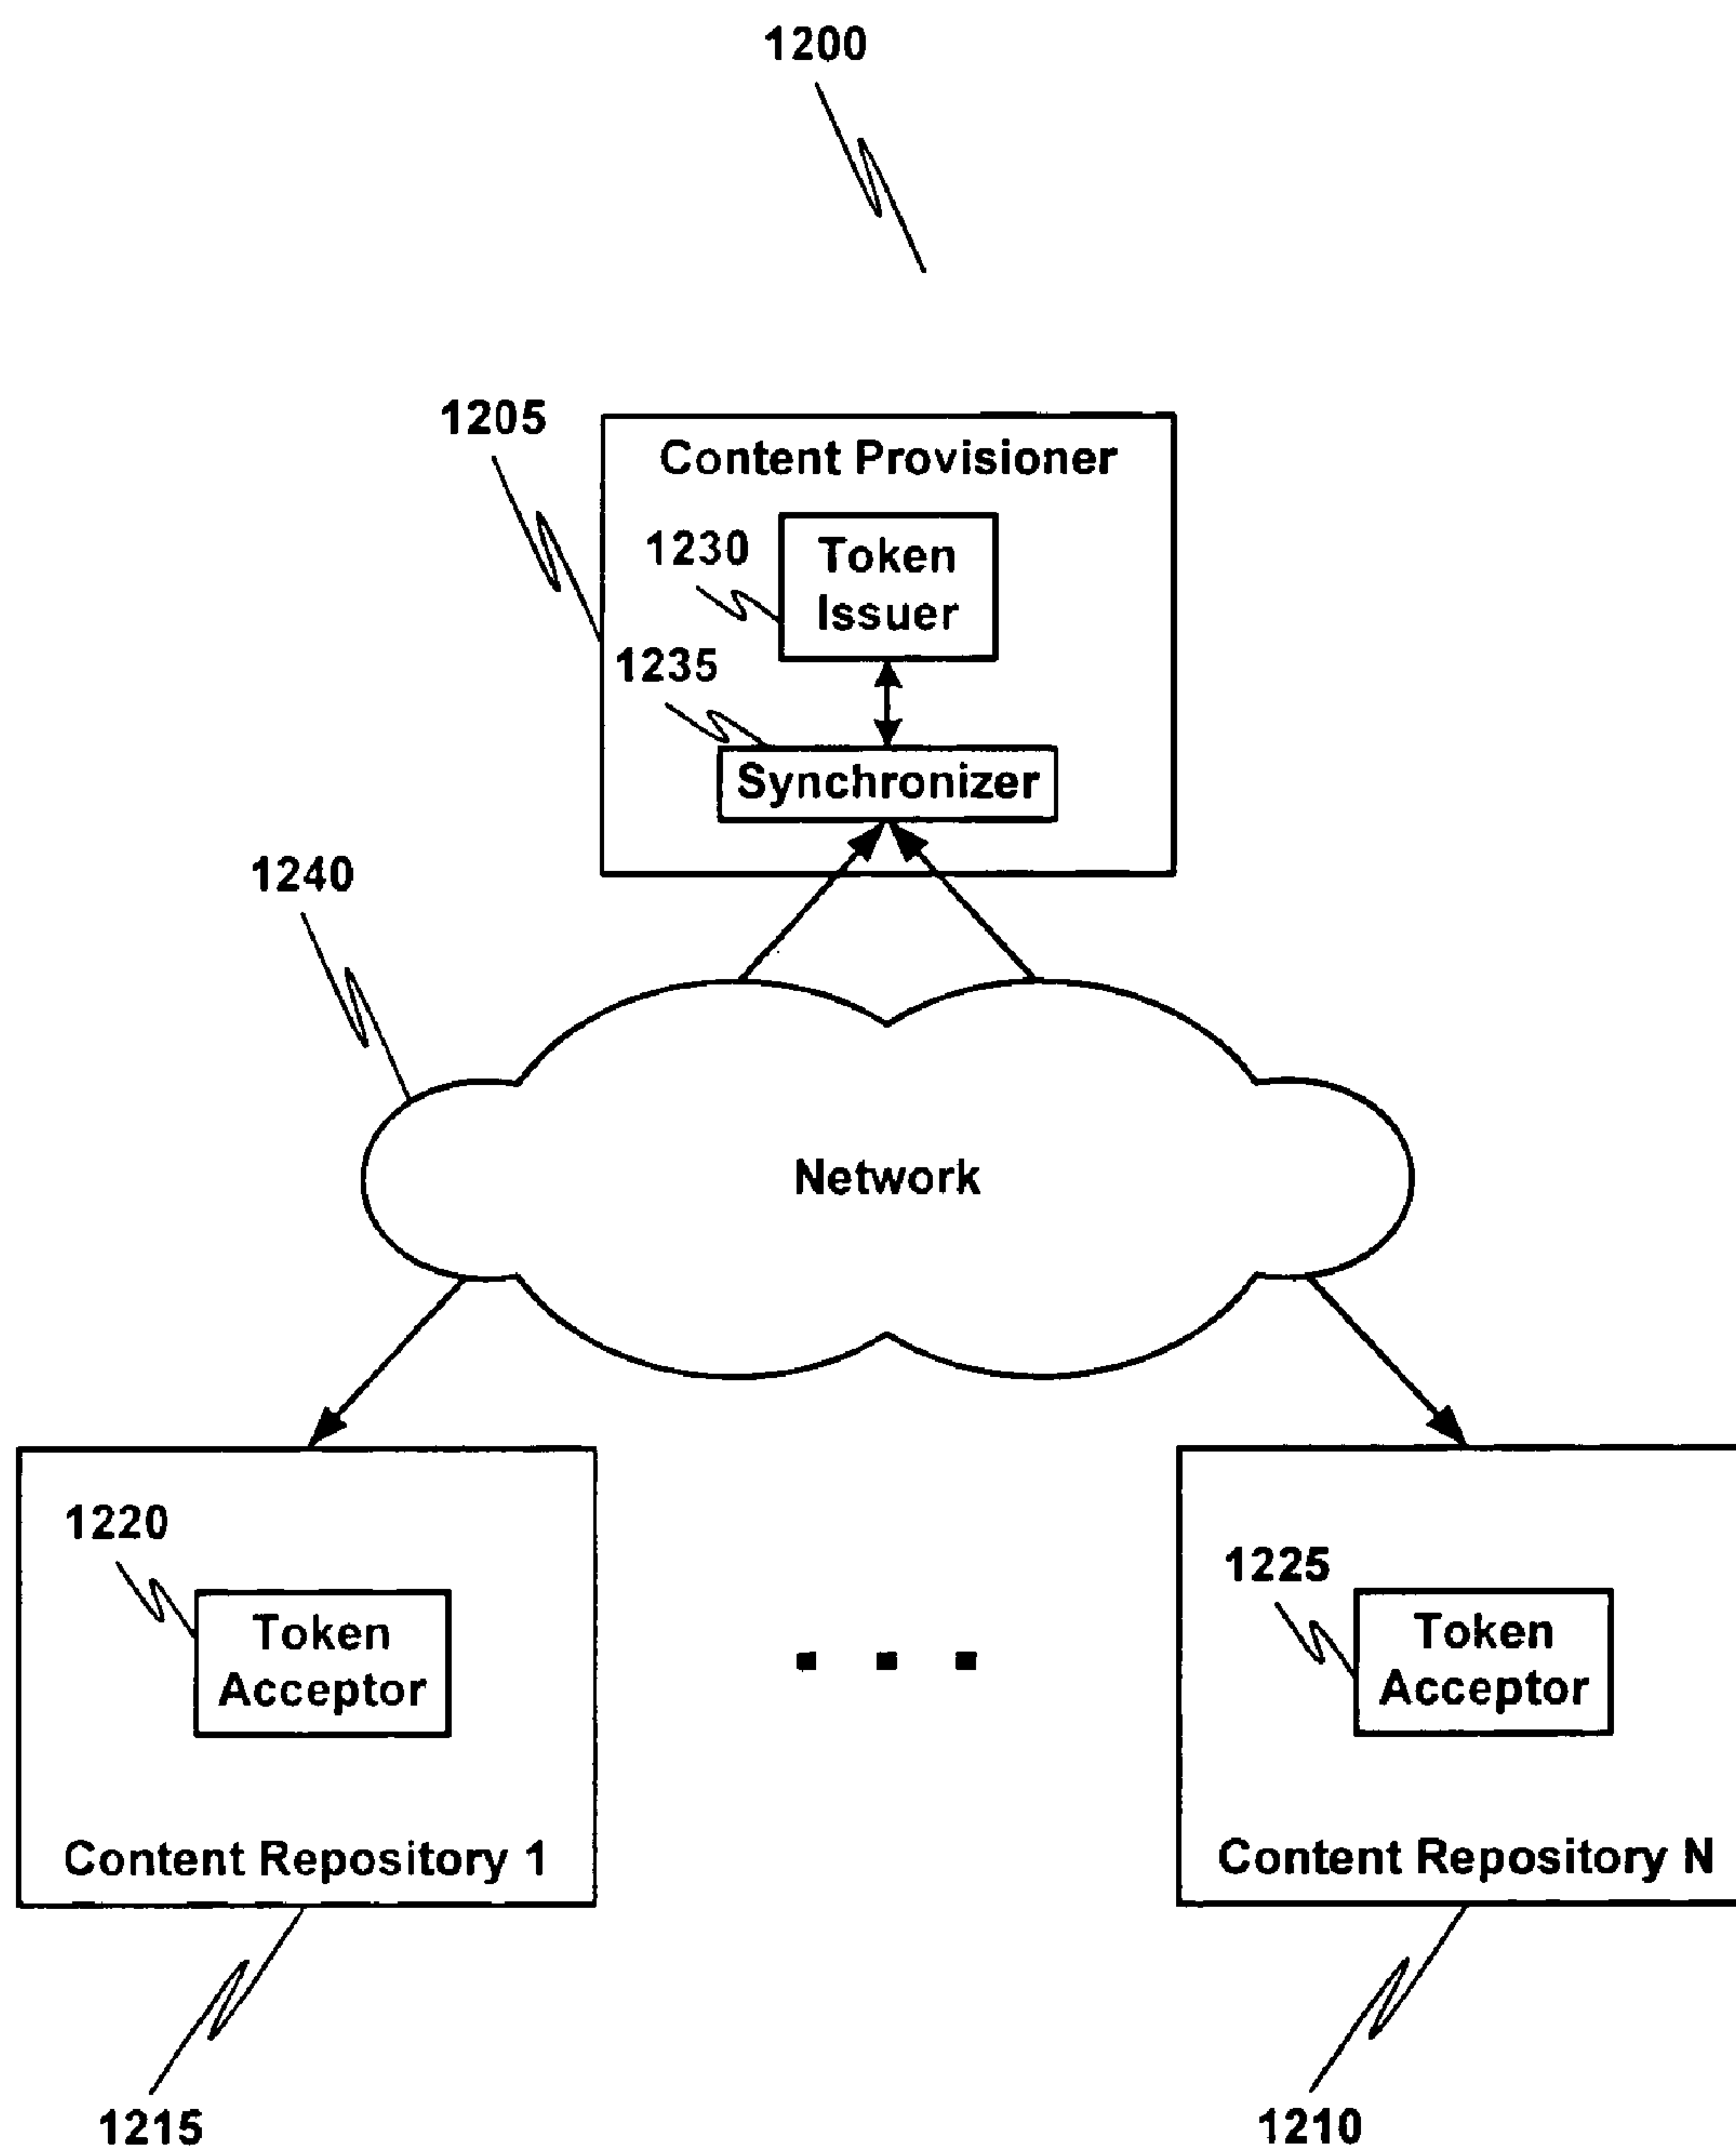 1200
1205
Content Provisioner
1230
Token
Issuer
1235
Synchronizer
1240
Network
1220
Token
Acceptor
Content Repository 1
1225
Token
Acceptor
Content Repository N
1215
1210